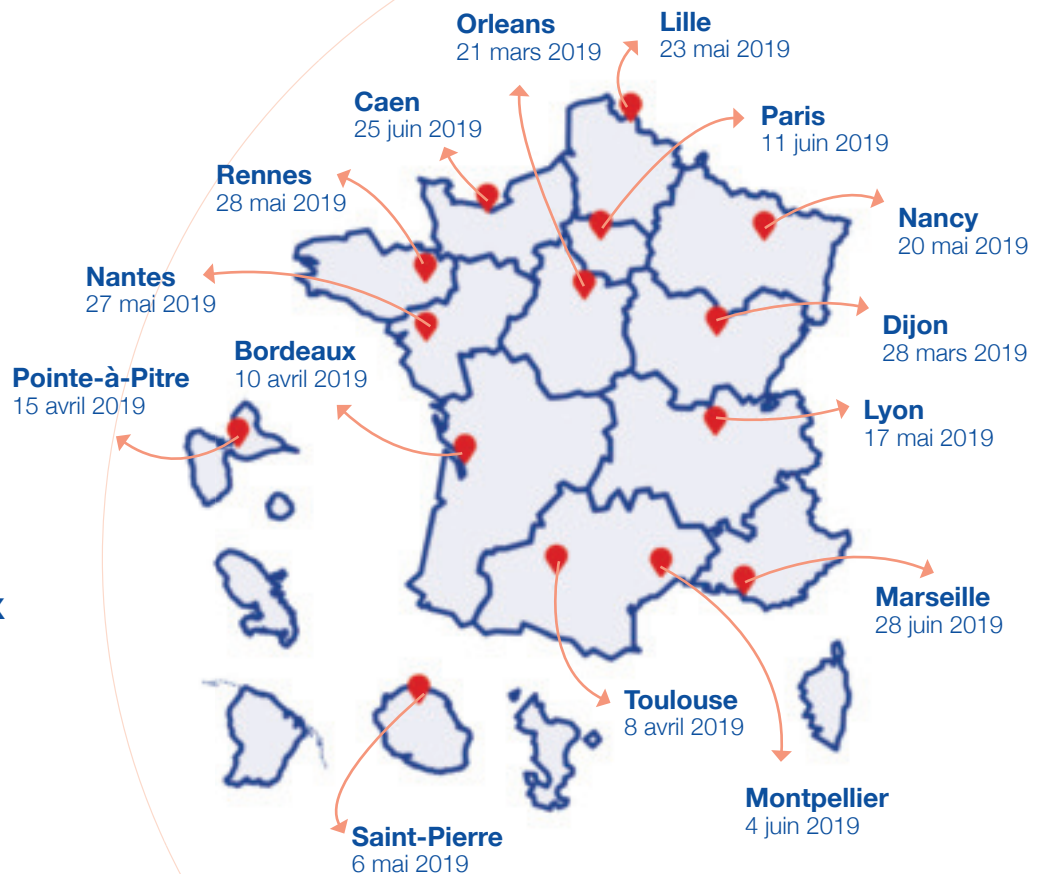 Orleans
21 mars 2019
Lille
23 mai 2019
Caen
25 juin 2019
Paris
11 juin 2019
Rennes
28 mai 2019
Nancy
20 mai 2019
Nantes
27 mai 2019
Dijon
28 mars 2019
Bordeaux
10 avril 2019
Pointe-à-Pitre
15 avril 2019
Lyon
17 mai 2019
Marseille
28 juin 2019
x
Toulouse
8 avril 2019
Montpellier
4 juin 2019
Saint-Pierre
6 mai 2019